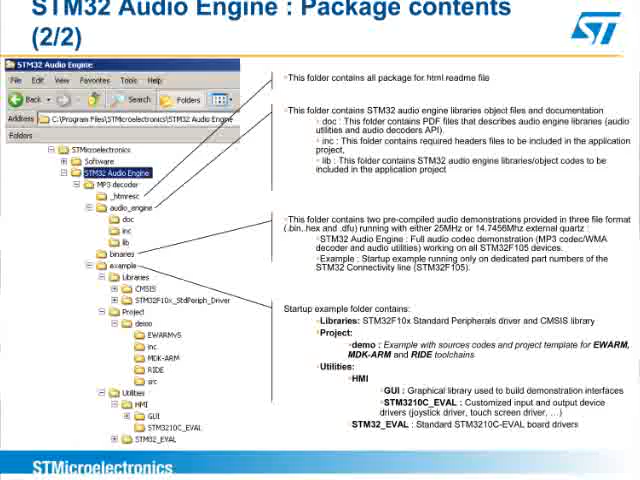 STM32 Audio Engine : Package contents
(2/2)
STM32 Audio Engine
File Edit View Favorites Tools Help
Back Search Folders
Address C:\Program Files\STMicroelectronics\STM32 Audio Engine
Folders
STMicroelectronics
Software
STM32 Audio Engine
MP3 decoder
_htmresc
audio_engine
doc
inc
lib
binaries
example
Libraries
CMSIS
STM32F10x_StdPeriph_Driver
Project
demo
EWARMv5
inc
MDK-ARM
RIDE
src
Utilities
HMI
GUI
STM3210C_EVAL
STM32_EVAL
This folder contains all package for html readme file
This folder contains STM32 audio engine libraries object files and documentation
doc : This folder contains PDF files that describes audio engine libraries (audio
utilities and audio decoders API).
inc : This folder contains required headers files to be included in the application
project,
lib : This folder contains STM32 audio engine libraries/object codes to be
included in the application project
This folder contains two pre-compiled audio demonstrations provided in three file format
(.bin,.hex and .dfu) running with either 25MHz or 14.7456Mhz external quartz :
STM32 Audio Engine : Full audio codec demonstration (MP3 codec/WMA
decoder and audio utilities) working on all STM32F105 devices.
Example : Startup example running only on dedicated part numbers of the
STM32 Connectivity line (STM32F105).
Startup example folder contains:
Libraries: STM32F10x Standard Peripherals driver and CMSIS library
Project:
demo : Example with sources codes and project template for EWARM,
MDK-ARM and RIDE toolchains
Utilities:
HMI
GUI : Graphical library used to build demonstration interfaces
STM3210C_EVAL : Customized input and output device
drivers (joystick driver, touch screen driver, …)
STM32_EVAL : Standard STM3210C-EVAL board drivers
STMicroelectronics